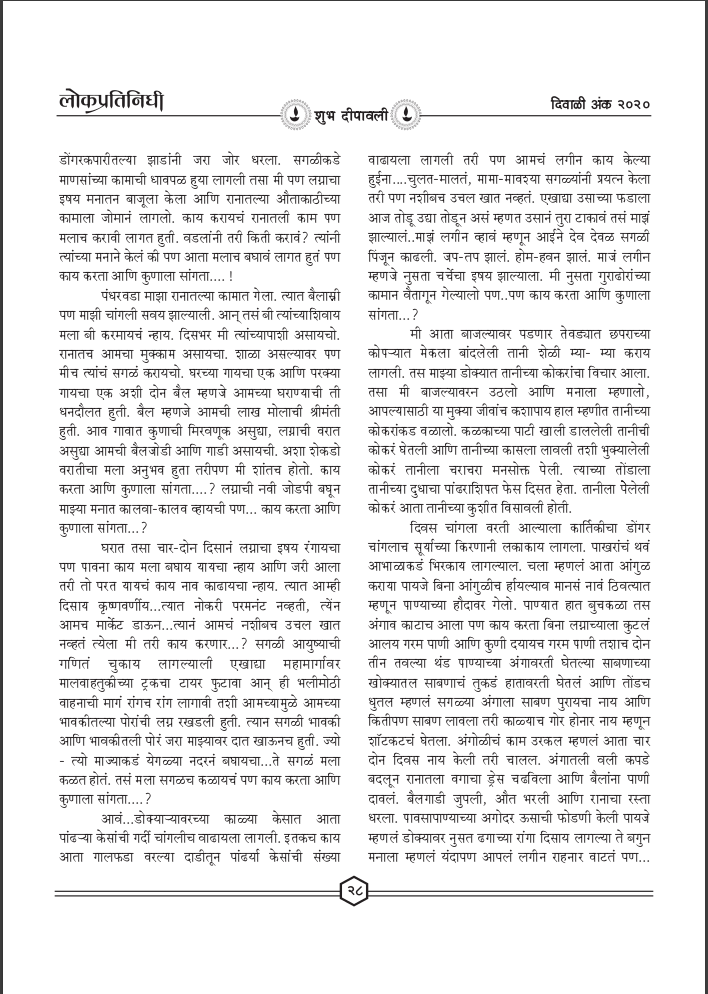 लोकप्रतिनिधी
शुभ दीपावली
दिवाळी अंक २०२०
डोंगरकपारीतल्या झाडांनी जरा जोर धरला. सगळीकडे
माणसांच्या कामाची धावपळ हुया लागली तसा मी पण लग्नाचा
इषय मनातन बाजूला केला आणि रानातल्या औताकाठीच्या
कामाला जोमानं लागलो. काय करायचं रानातली काम पण
मलाच करावी लागत हुती. वडलांनी तरी किती करावं? त्यांनी
त्यांच्या मनाने केलं की पण आता मलाच बघावं लागत हुतं पण
काय करता आणि कुणाला सांगता.... !
पंधरवडा माझा रानातल्या कामात गेला. त्यात बैलास्नी
पण माझी चांगली सवय झाल्याली. आन् तसं बी त्यांच्याशिवाय
मला बी करमायचं न्हाय. दिसभर मी त्यांच्यापाशी असायचो.
रानातच आमचा मुक्काम असायचा. शाळा असल्यावर पण
मीच त्यांचं सगळं करायचो. घरच्या गायचा एक आणि परक्या
गायचा एक अशी दोन बैल म्हणजे आमच्या घराण्याची ती
धनदौलत हुती. बैल म्हणजे आमची लाख मोलाची श्रीमंती
हुती. आव गावात कुणाची मिरवणूक असुद्या, लग्नाची वरात
असुद्या आमची बैलजोडी आणि गाडी असायची. अशा शेकडो
वरातीचा मला अनुभव हुता तरीपण मी शांतच होतो. काय
करता आणि कुणाला सांगता....? लग्नाची नवी जोडपी बघून
माझ्या मनात कालवा-कालव व्हायची पण... काय करता आणि
कुणाला सांगता...?
घरात तसा चार-दोन दिसानं लग्नाचा इषय रंगायचा
पण पावना काय मला बघाय यायचा न्हाय आणि जरी आला
तरी तो परत यायचं काय नाव काढायचा न्हाय. त्यात आम्ही
दिसाय कृष्णवर्णीय...त्यात नोकरी परमनंट नव्हती, त्येंन
आमच मार्केट डाऊन...त्यानं आमचं नशीबच उचल खात
नव्हतं त्येला मी तरी काय करणार...? सगळी आयुष्याची
गणितं चुकाय लागल्याली एखाद्या महामार्गावर
मालवाहतुकीच्या ट्रकचा टायर फुटावा आन् ही भलीमोठी
वाहनाची मागं रांगच रांग लागावी तशी आमच्यामुळे आमच्या
भावकीतल्या पोरांची लग्न रखडली हुती. त्यान सगळी भावकी
आणि भावकीतली पोरं जरा माझ्यावर दात खाऊनच हुती. ज्यो
- त्यो माज्याकडं येगळ्या नदरनं बघायचा...ते सगळं मला
कळत होतं. तसं मला सगळच कळायचं पण काय करता आणि
कुणाला सांगता....?
आवं...डोक्याऱ्यावरच्या काळ्या केसात आता
पांढऱ्या केसांची गर्दी चांगलीच वाढायला लागली. इतकच काय
आता गालफडा वरल्या दाडीतून पांढर्या केसांची संख्या
वाढायला लागली तरी पण आमचं लगीन काय केल्या
हुईना....चुलत-मालतं, मामा-मावश्या सगळ्यांनी प्रयत्न केला
तरी पण नशीबच उचल खात नव्हतं. एखाद्या उसाच्या फडाला
आज तोडू उद्या तोडून असं म्हणत उसानं तुरा टाकावं तसं माझं
झाल्यालं..माझं लगीन व्हावं म्हणून आईने देव देवळ सगळी
पिंजून काढली. जप-तप झालं. होम-हवन झालं. माजं लगीन
म्हणजे नुसता चर्चेचा इषय झाल्याला. मी नुसता गुराढोरांच्या
कामान वैतागून गेल्यालो पण..पण काय करता आणि कुणाला
सांगता...?
मी आता बाजल्यावर पडणार तेवड्यात छपराच्या
कोपऱ्यात मेकला बांदलेली तानी शेळी म्या- म्या कराय
लागली. तस माझ्या डोक्यात तानीच्या कोकरांचा विचार आला.
तसा मी बाजल्यावरन उठलो आणि मनाला म्हणालो,
आपल्यासाठी या मुक्या जीवांच कशापाय हाल म्हणीत तानीच्या
कोकरांकड वळालो. कळकाच्या पाटी खाली डाललेली तानीची
कोकरं घेतली आणि तानीच्या कासला लावली तशी भुक्यालेली
कोकरं तानीला चराचरा मनसोक्त पेली. त्याच्या तोंडाला
तानीच्या दुधाचा पांढराशिपत फेस दिसत हेता. तानीला पेलेली
कोकरं आता तानीच्या कुशीत विसावली होती.
दिवस चांगला वरती आल्याला कार्तिकीचा डोंगर
चांगलाच सूर्याच्या किरणानी लकाकाय लागला. पाखरांचं थवं
आभाळाकडं भिरकाय लागल्याल. चला म्हणलं आता आंगुळ
कराया पायजे बिना आंगुळीच र्हायल्याव मानसं नावं ठिवत्यात
म्हणून पाण्याच्या हौदावर गेलो. पाण्यात हात बुचकळा तस
अंगाव काटाच आला पण काय करता बिना लग्नाच्याला कुटलं
आलय गरम पाणी आणि कुणी दयायच गरम पाणी तशाच दोन
तीन तवल्या थंड पाण्याच्या अंगावरती घेतल्या साबणाच्या
खोक्यातल साबणाचं तुकडं हातावरती घेतलं आणि तोंडच
धुतल म्हणलं सगळ्या अंगाला साबण पुरायचा नाय आणि
कितीपण साबण लावला तरी काळ्याच गोर होनार नाय म्हणून
शॉटकटचं घेतला. अंगोळीचं काम उरकल म्हणलं आता चार
दोन दिवस नाय केली तरी चालल. अंगातली वली कपडे
बदलून रानातला वगाचा ड्रेस चढविला आणि बैलांना पाणी
दावलं. बैलगाडी जुपली, औत भरली आणि रानाचा रस्ता
धरला. पावसापाण्याच्या अगोदर ऊसाची फोडणी केली पायजे
म्हणलं डोक्यावर नुसत ढगाच्या रांगा दिसाय लागल्या ते बगुन
मनाला म्हणलं यंदापण आपलं लगीन राहनार वाटतं पण...
२८